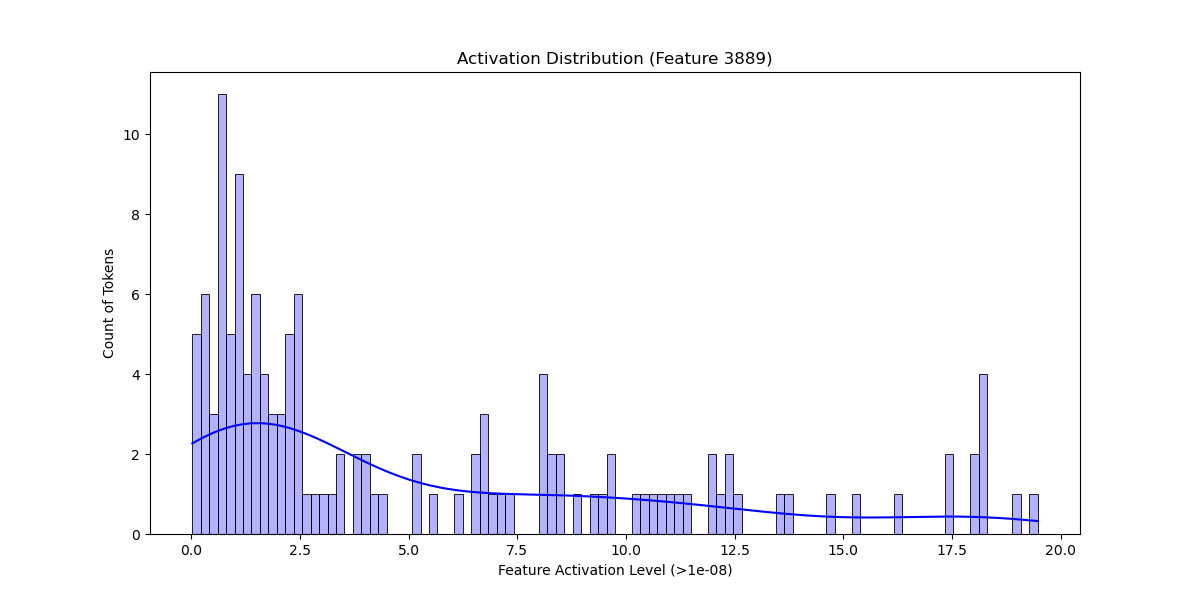 Activation Distribution (Feature 3889)
Count of Tokens
10
8
6
4
2
0
0.0 2.5 5.0 7.5 10.0 12.5 15.0 17.5 20.0
Feature Activation Level (>1e-08)